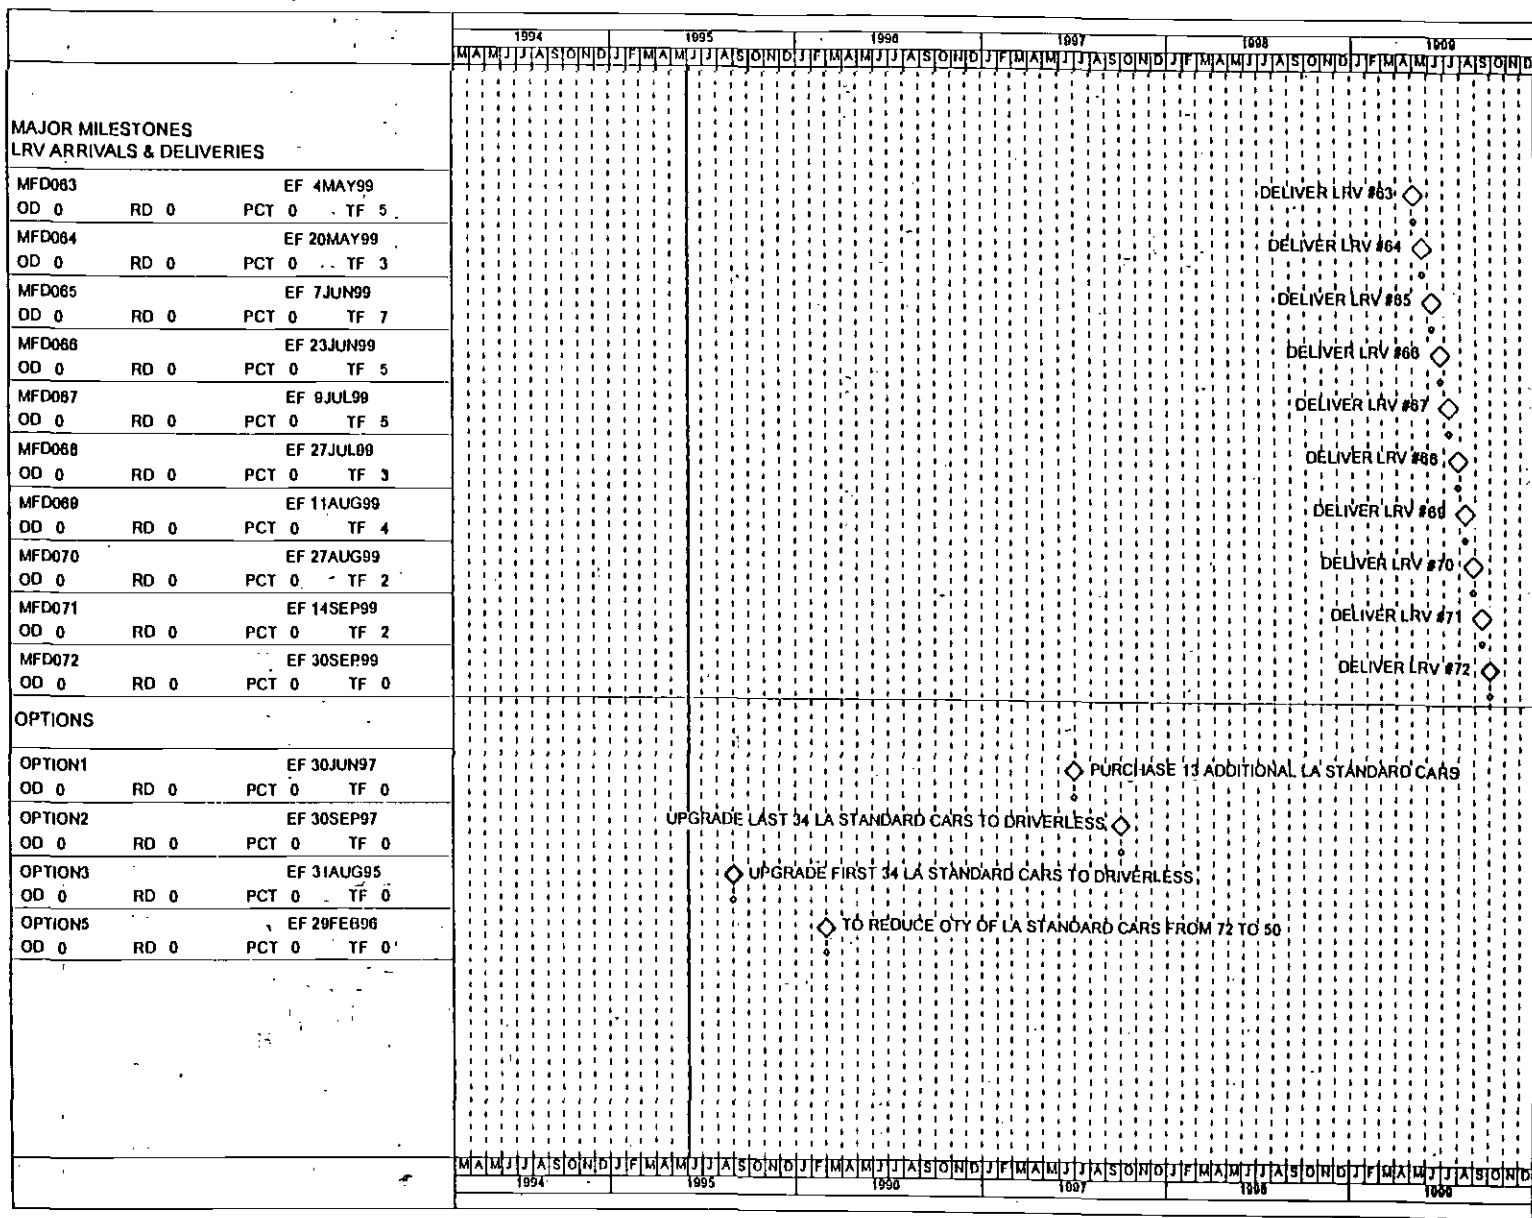 1994 1995 1996 1997 1998 1999
M A M J J A S O N D J F M A M J J A S O N D J F M A M J J A S O N D J F M A M J J A S O N D J F M A M J J A S O N D J F M A M J J A S O N D
MAJOR MILESTONES
LRV ARRIVALS & DELIVERIES
MFD063 EF 4MAY99 DELIVER LRV #63
OD 0 RD 0 PCT 0 TF 5
MFD064 EF 20MAY99 DELIVER LRV #64
OD 0 RD 0 PCT 0 TF 3
MFD065 EF 7JUN99 DELIVER LRV #65
OD 0 RD 0 PCT 0 TF 7
MFD066 EF 23JUN99 DELIVER LRV #66
OD 0 RD 0 PCT 0 TF 5
MFD067 EF 9JUL99 DELIVER LRV #67
OD 0 RD 0 PCT 0 TF 5
MFD068 EF 27JUL99 DELIVER LRV #68
OD 0 RD 0 PCT 0 TF 3
MFD069 EF 11AUG99 DELIVER LRV #69
OD 0 RD 0 PCT 0 TF 4
MFD070 EF 27AUG99 DELIVER LRV #70
OD 0 RD 0 PCT 0 TF 2
MFD071 EF 14SEP99 DELIVER LRV #71
OD 0 RD 0 PCT 0 TF 2
MFD072 EF 30SEP99 DELIVER LRV #72
OD 0 RD 0 PCT 0 TF 0
OPTIONS
OPTION1 EF 30JUN97 PURCHASE 13 ADDITIONAL LA STANDARD CARS
OD 0 RD 0 PCT 0 TF 0
OPTION2 EF 30SEP97 UPGRADE LAST 34 LA STANDARD CARS TO DRIVERLESS
OD 0 RD 0 PCT 0 TF 0
OPTION3 EF 31AUG95 UPGRADE FIRST 34 LA STANDARD CARS TO DRIVERLESS
OD 0 RD 0 PCT 0 TF 0
OPTION5 EF 29FEB96 TO REDUCE QTY OF LA STANDARD CARS FROM 72 TO 50
OD 0 RD 0 PCT 0 TF 0
M A M J J A S O N D J F M A M J J A S O N D J F M A M J J A S O N D J F M A M J J A S O N D J F M A M J J A S O N D J F M A M J J A S O N D
1994 1995 1996 1997 1998 1999